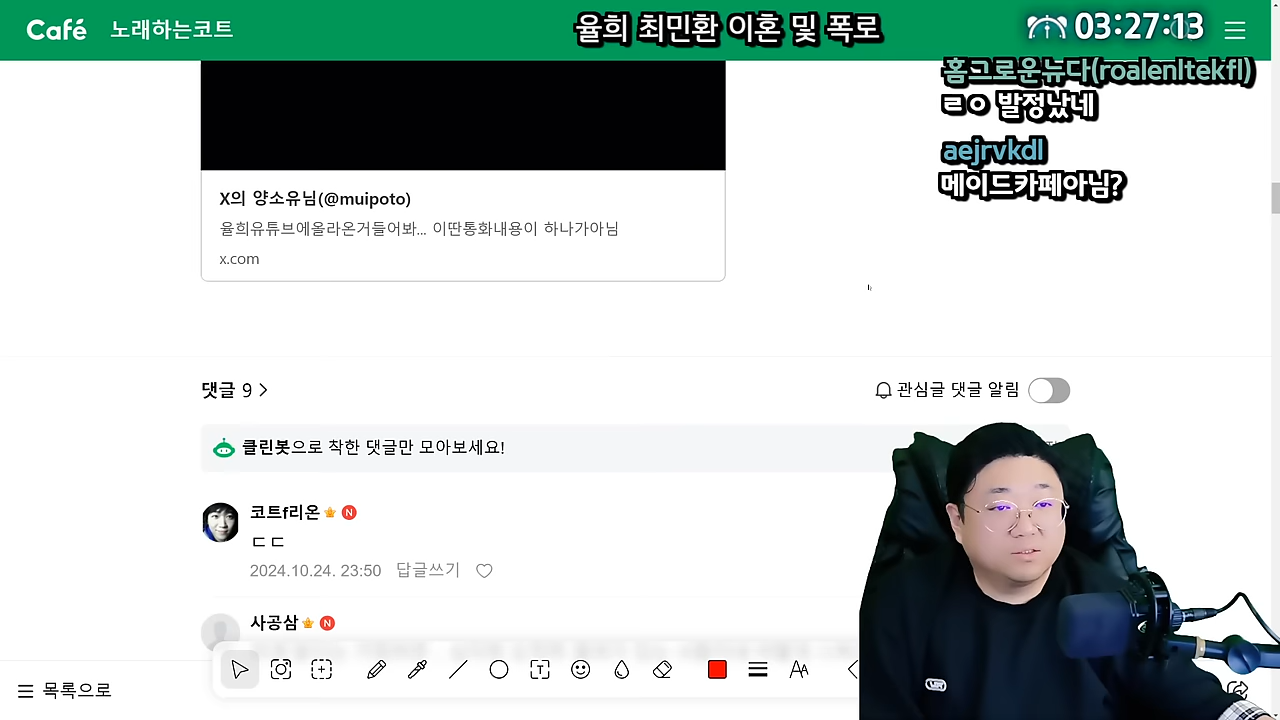 Café 노래하는코트
율희 최민환 이혼 및 폭로
03:27:13
홈그로운뉴다(roalenltekfl)
ㄹㅇ 발정났네
aejrvkdl
메이드카페아님?
X의 양소유님(@muipoto)
율희유튜브에올라온거들어봐... 이딴통화내용이 하나가아님
x.com
댓글 9
관심글 댓글 알림
클린봇으로 착한 댓글만 모아보세요!
코트f리온 N
ㄷㄷ
2024.10.24. 23:50 답글쓰기
사공삼 N
목록으로